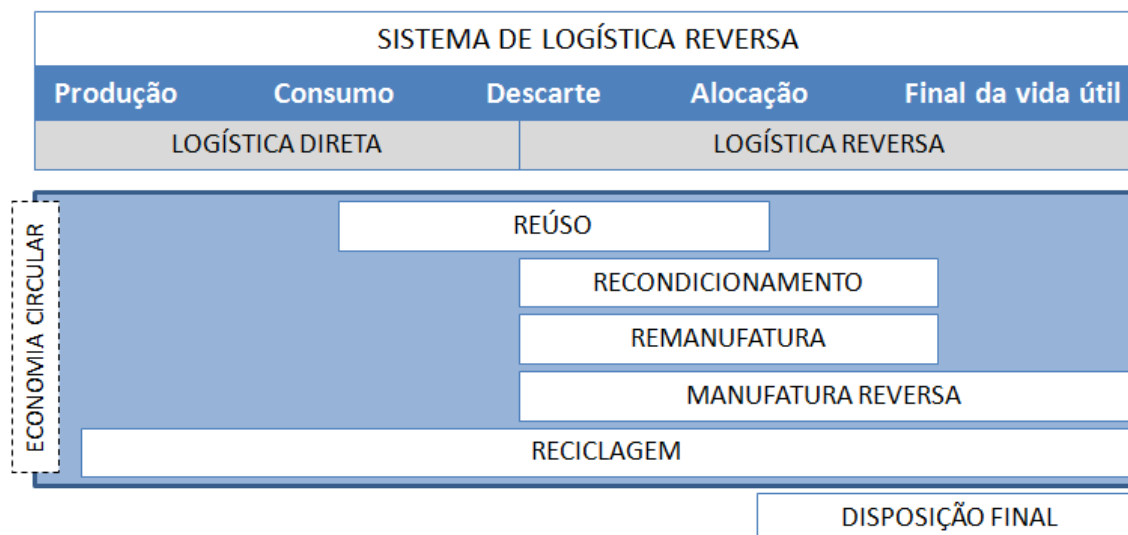 SISTEMA DE LOGÍSTICA REVERSA
Produção Consumo Descarte Alocação Final da vida útil
LOGÍSTICA DIRETA LOGÍSTICA REVERSA
ECONOMIA CIRCULAR
REÚSO
RECONDICIONAMENTO
REMANUFATURA
MANUFATURA REVERSA
RECICLAGEM
DISPOSIÇÃO FINAL